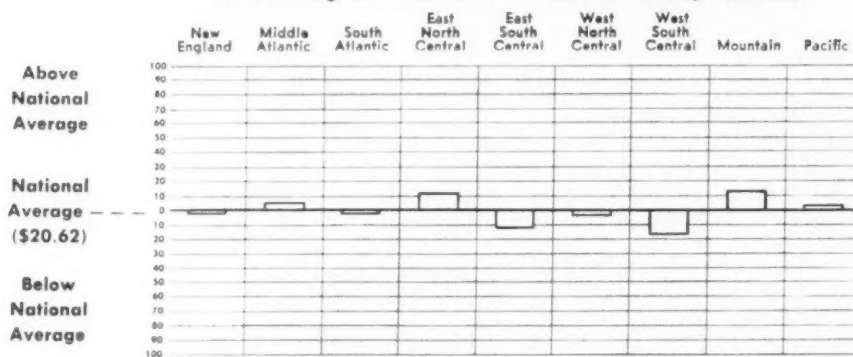 New England
Middle Atlantic
South Atlantic
East North Central
East South Central
West North Central
West South Central
Mountain
Pacific
Above
National
Average
National
Average
($20.62)
Below
National
Average
100
90
80
70
60
50
40
30
20
10
0
10
20
30
40
50
60
70
80
90
100